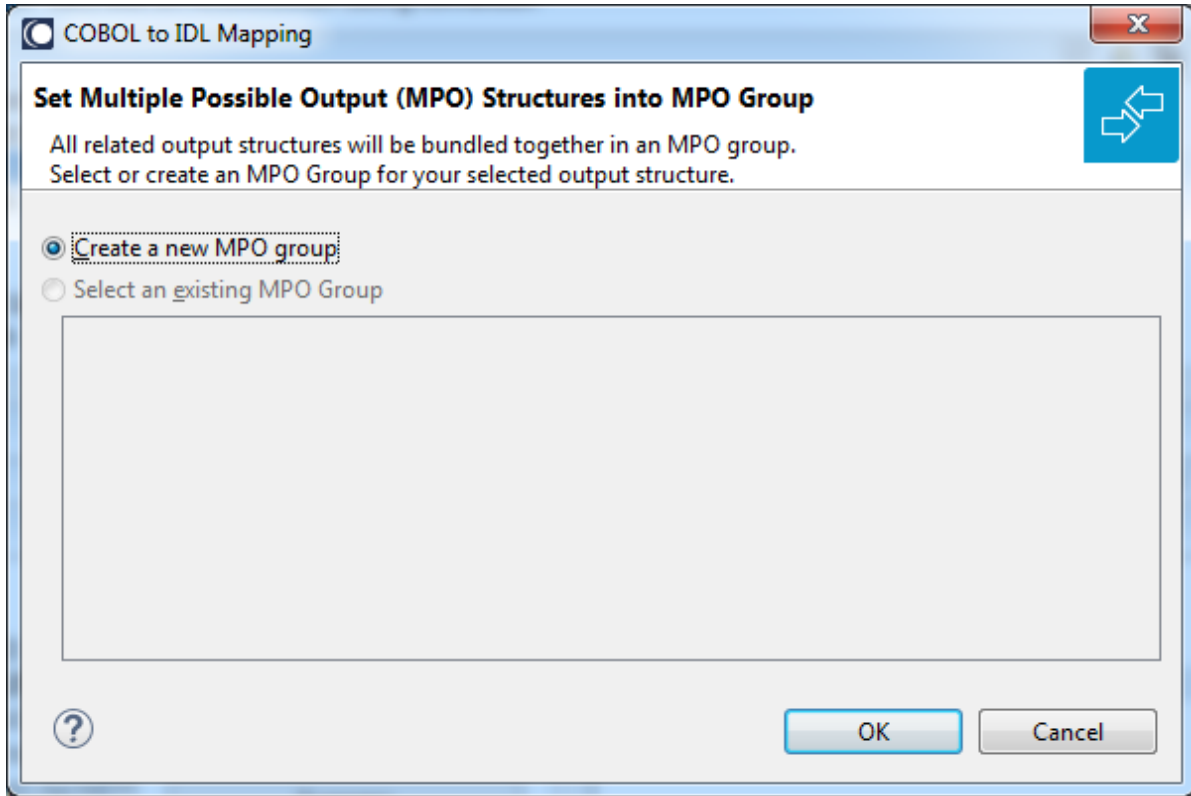 COBOL to IDL Mapping
Set Multiple Possible Output (MPO) Structures into MPO Group
All related output structures will be bundled together in an MPO group.
Select or create an MPO Group for your selected output structure.
Create a new MPO group
Select an existing MPO Group
?
OK
Cancel